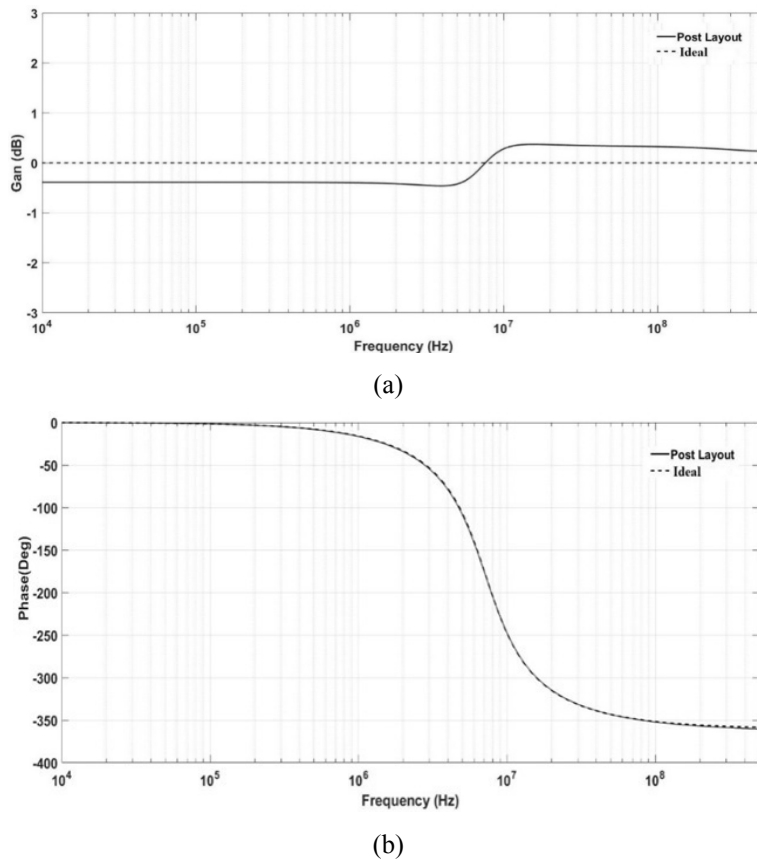 3
2
1
0
-1
-2
-3
Gan (dB)
Post Layout
Ideal
10^4 10^5 10^6 10^7 10^8
Frequency (Hz)
(a)
0
-50
-100
-150
-200
-250
-300
-350
-400
Phase(Deg)
Post Layout
Ideal
10^4 10^5 10^6 10^7 10^8
Frequency (Hz)
(b)